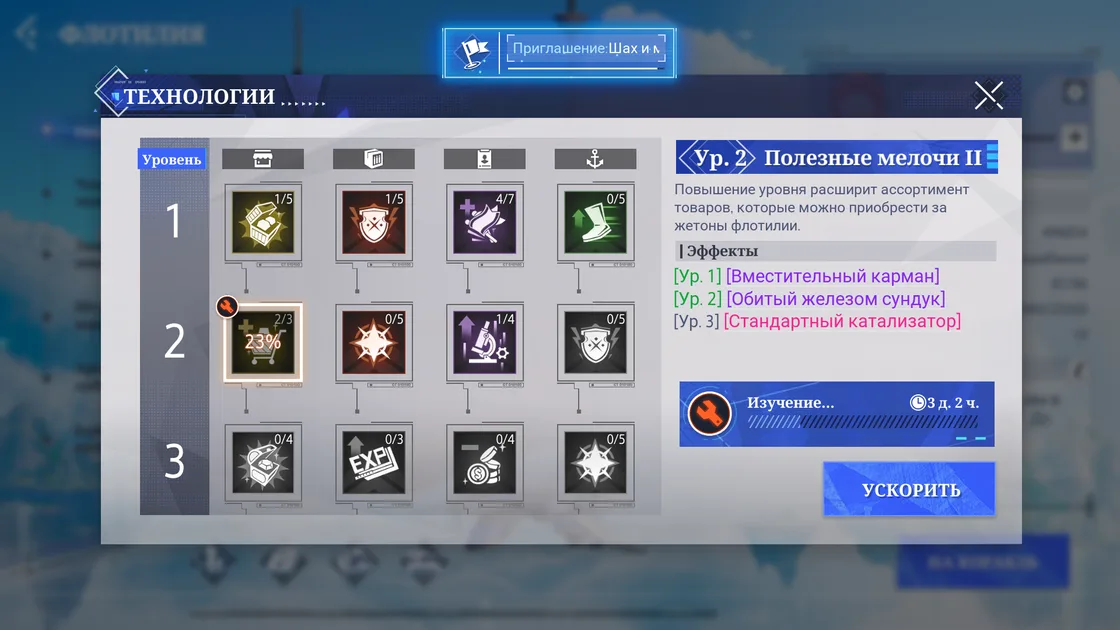 ФЛОТИЛИЯ
Приглашение:Шах и м
ТЕХНОЛОГИИ .......
Уровень
1
1/5
1/5
4/7
0/5
2
2/3
23%
0/5
1/4
0/5
3
0/4
EXP
0/3
0/4
0/5
Ур. 2 Полезные мелочи II
Повышение уровня расширит ассортимент
товаров, которые можно приобрести за
жетоны флотилии.
Эффекты
[Ур. 1] [Вместительный карман]
[Ур. 2] [Обитый железом сундук]
[Ур. 3] [Стандартный катализатор]
Изучение...
3 д. 2 ч.
УСКОРИТЬ